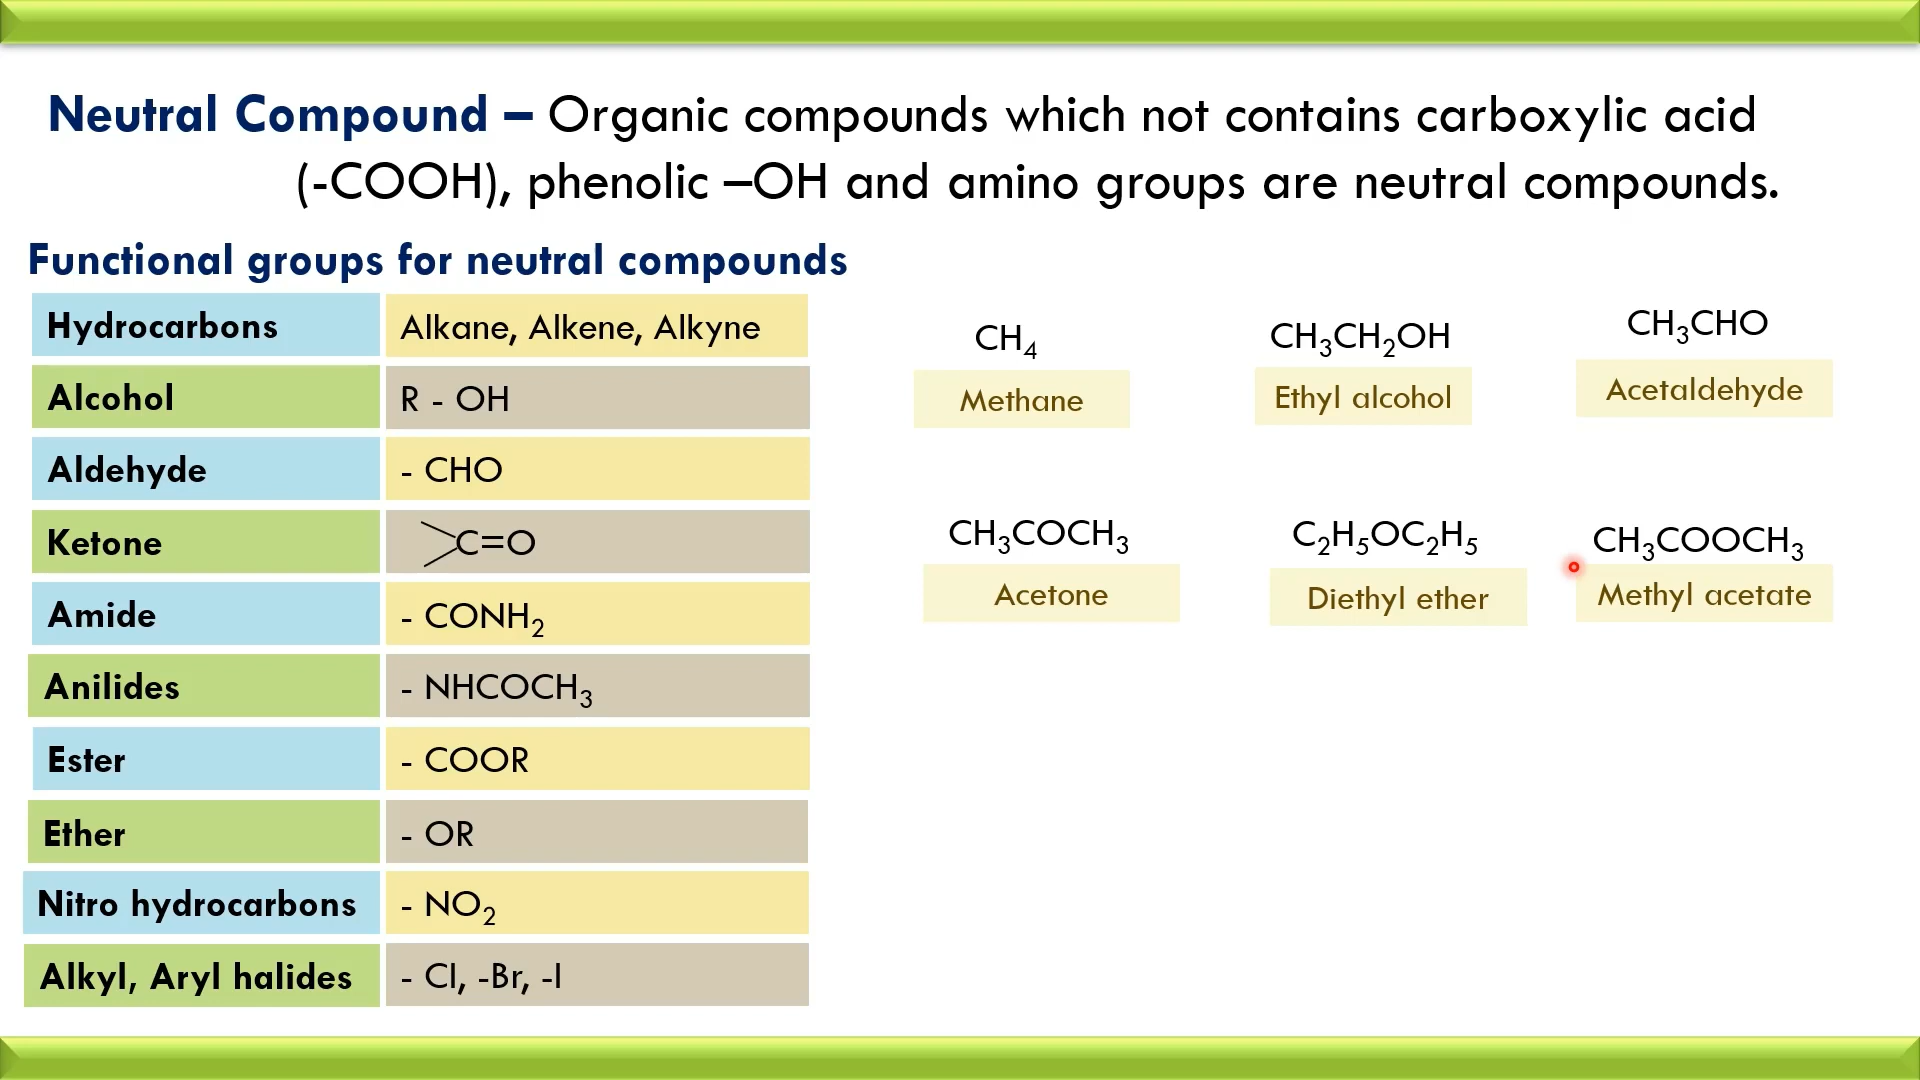 Neutral Compound – Organic compounds which not contains carboxylic acid
(-COOH), phenolic –OH and amino groups are neutral compounds.
Functional groups for neutral compounds
Hydrocarbons Alkane, Alkene, Alkyne
Alcohol R - OH
Aldehyde - CHO
Ketone >C=O
Amide - CONH₂
Anilides - NHCOCH₃
Ester - COOR
Ether - OR
Nitro hydrocarbons - NO₂
Alkyl, Aryl halides - Cl, -Br, -I
CH₄ CH₃CH₂OH CH₃CHO
Methane Ethyl alcohol Acetaldehyde
CH₃COCH₃ C₂H₅OC₂H₅ CH₃COOCH₃
Acetone Diethyl ether Methyl acetate